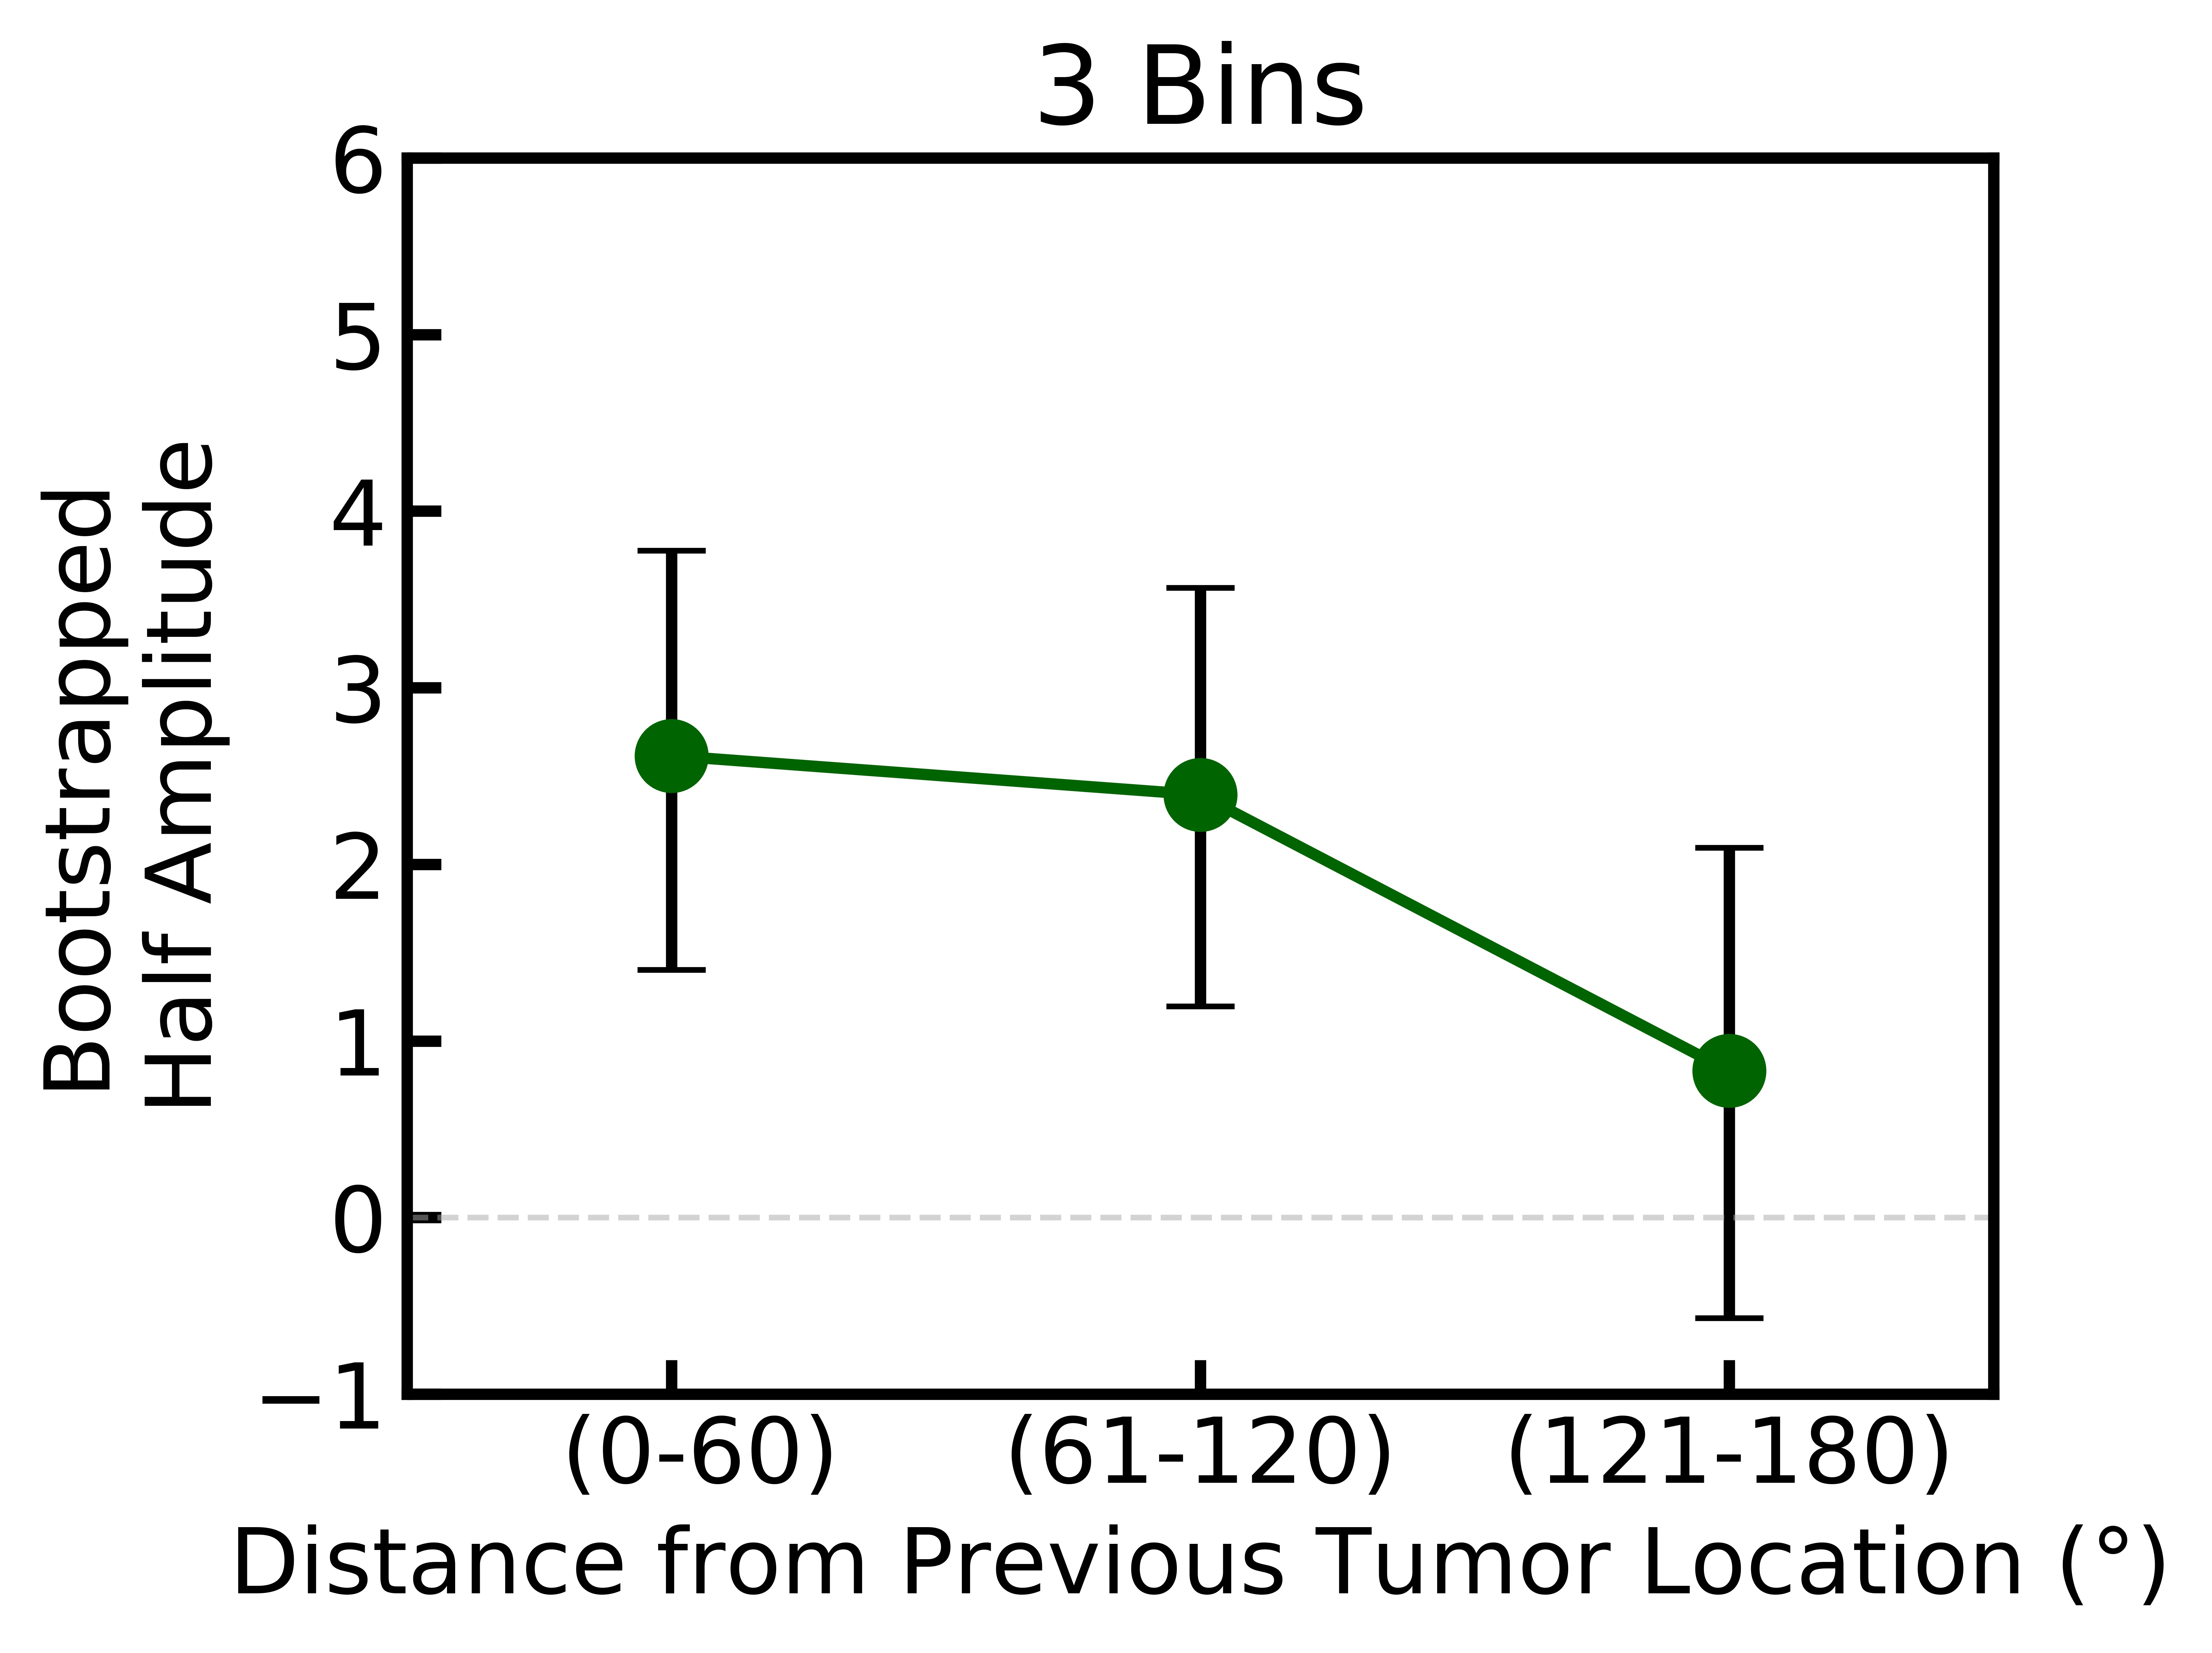 3 Bins
Bootstrapped
Half Amplitude
6
5
4
3
2
1
0
−1
(0-60) (61-120) (121-180)
Distance from Previous Tumor Location (°)